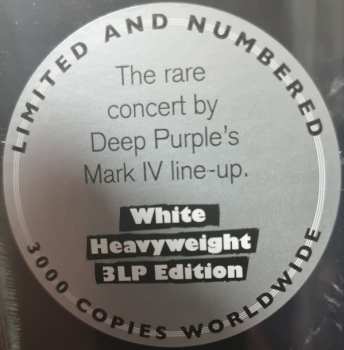 LIMITED AND NUMBERED
The rare
concert by
Deep Purple's
Mark IV line-up.
White
Heavyweight
3LP Edition
3000 COPIES WORLDWIDE